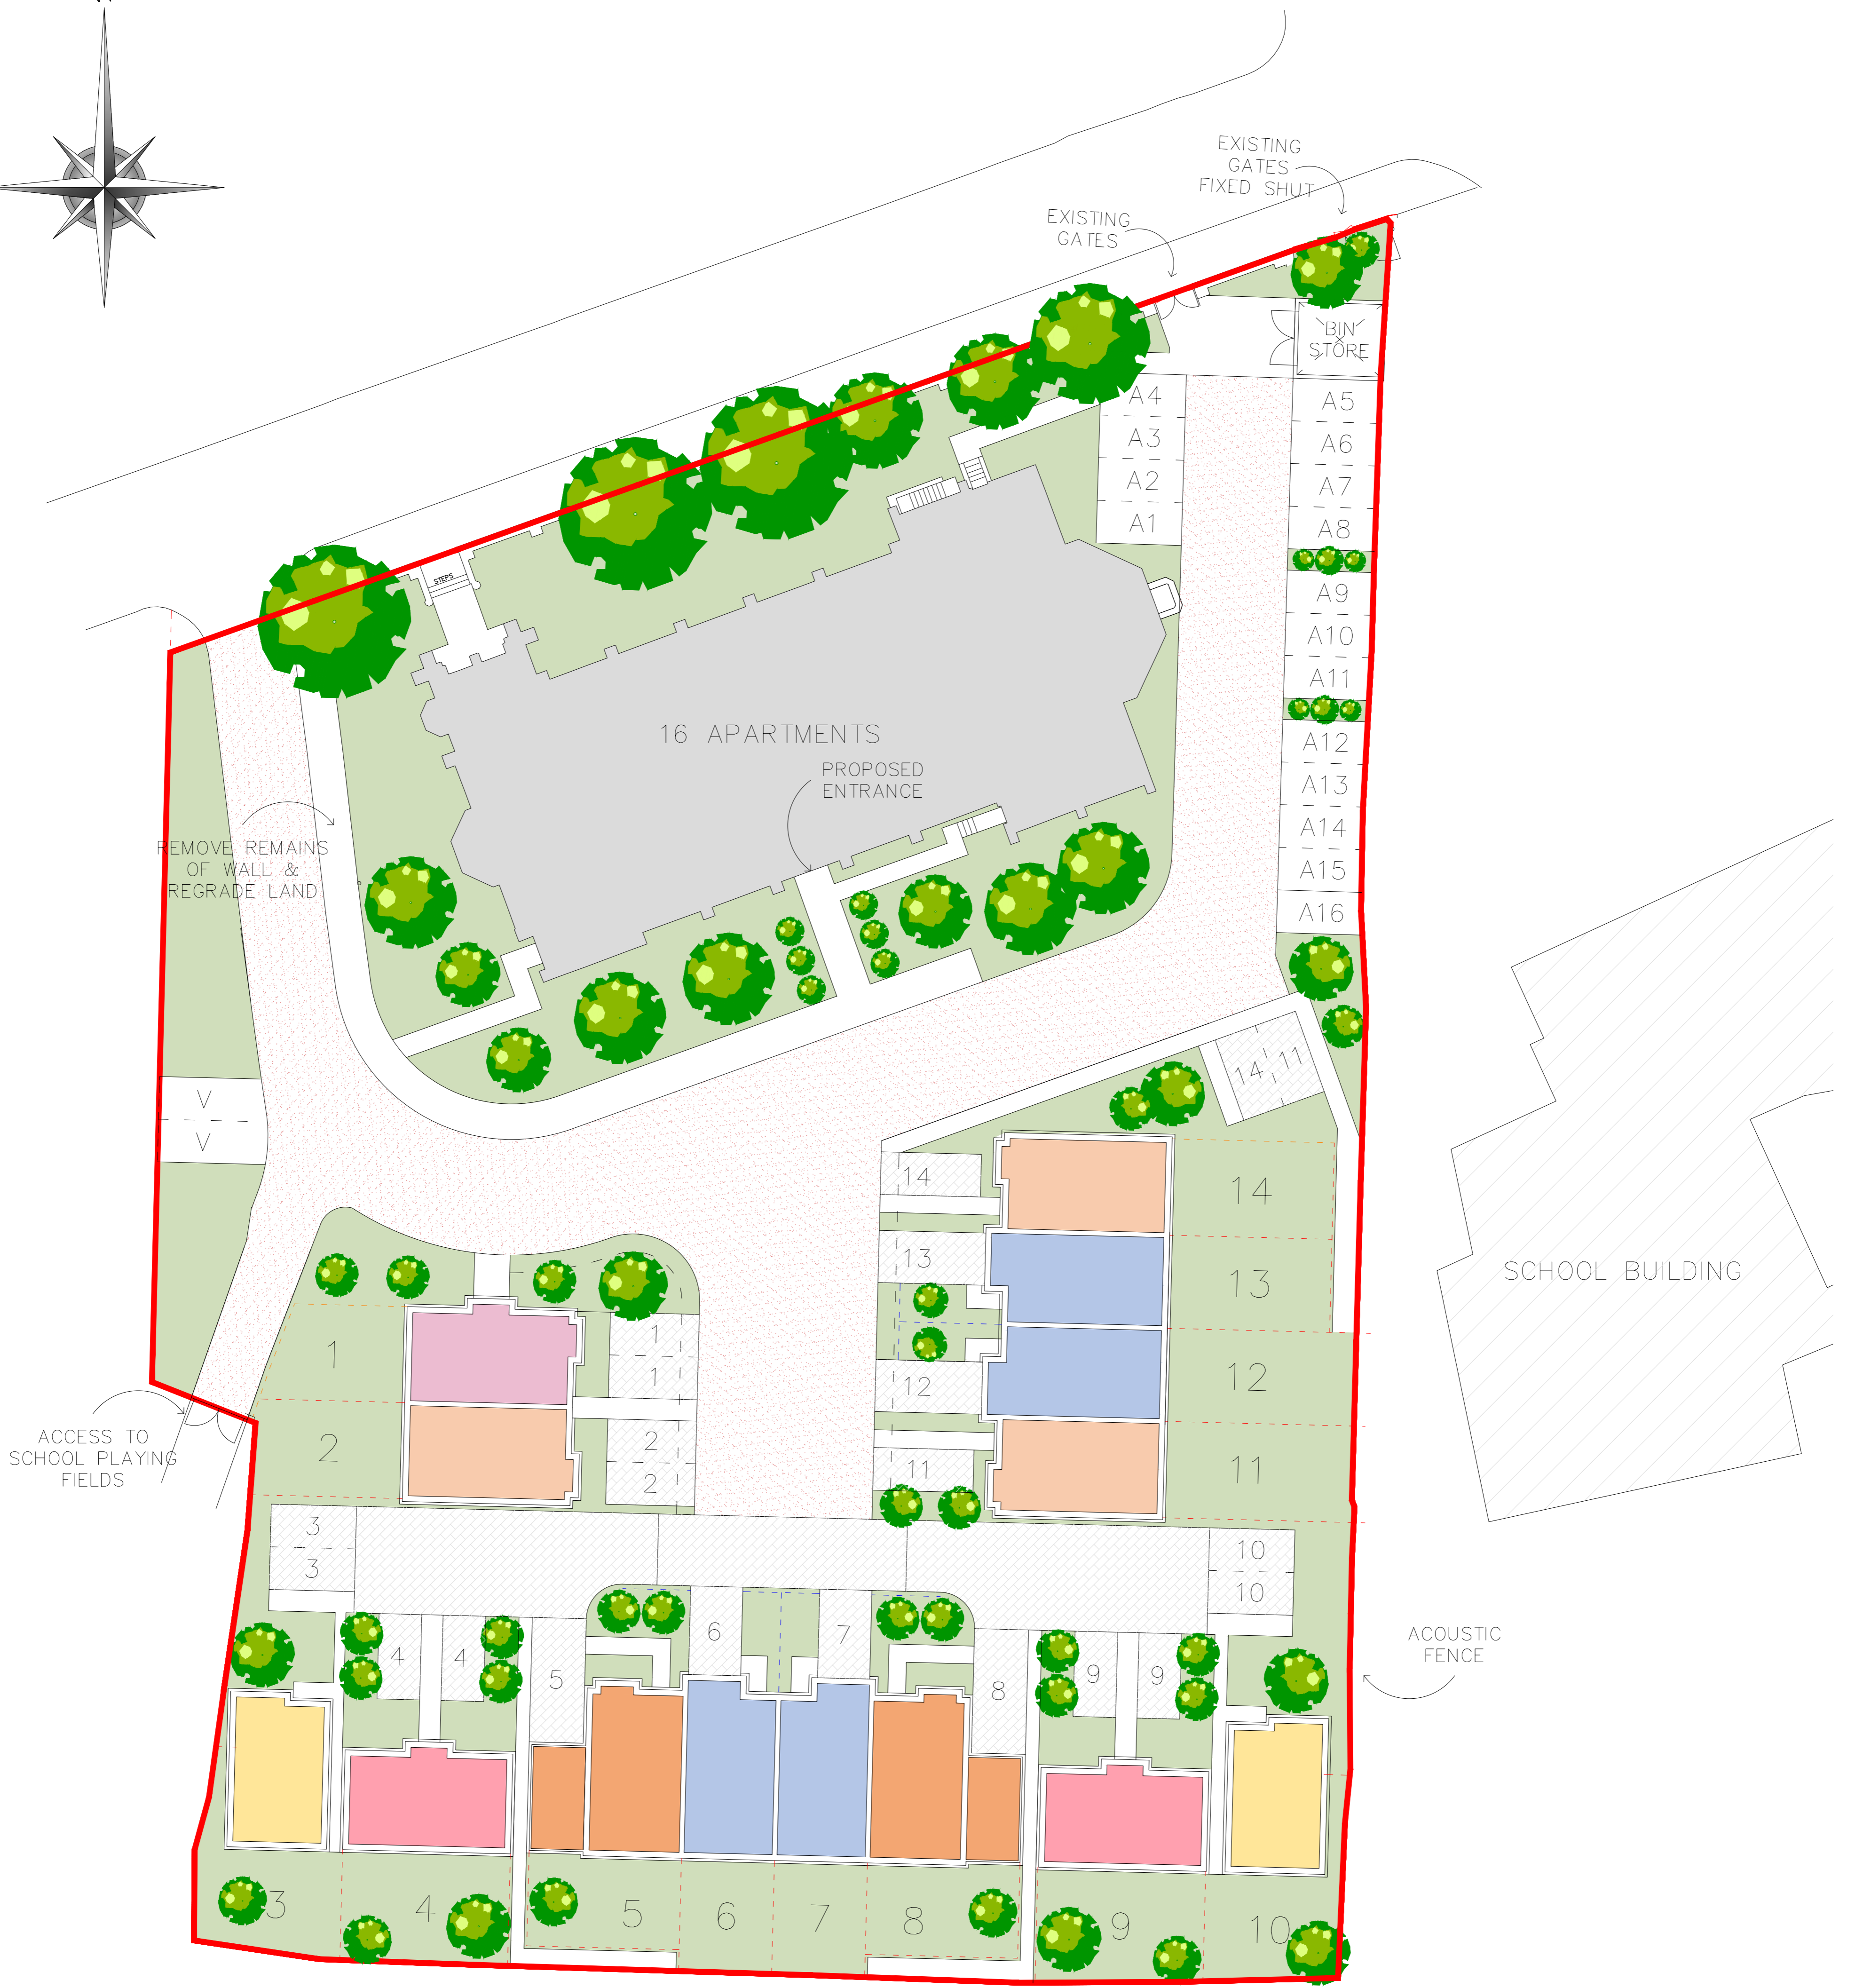 EXISTING
GATES
FIXED SHUT
EXISTING
GATES
BIN
STORE
A4
A3
A2
A1
A5
A6
A7
A8
A9
A10
A11
A12
A13
A14
A15
A16
STEPS
16 APARTMENTS
PROPOSED
ENTRANCE
REMOVE REMAINS
OF WALL &
REGRADE LAND
V
V
14
11
14
14
13
13
12
12
11
11
SCHOOL BUILDING
1
1
1
2
2
2
ACCESS TO
SCHOOL PLAYING
FIELDS
3
3
10
10
4
4
5
6
7
8
9
9
ACOUSTIC
FENCE
3
4
5
6
7
8
9
10